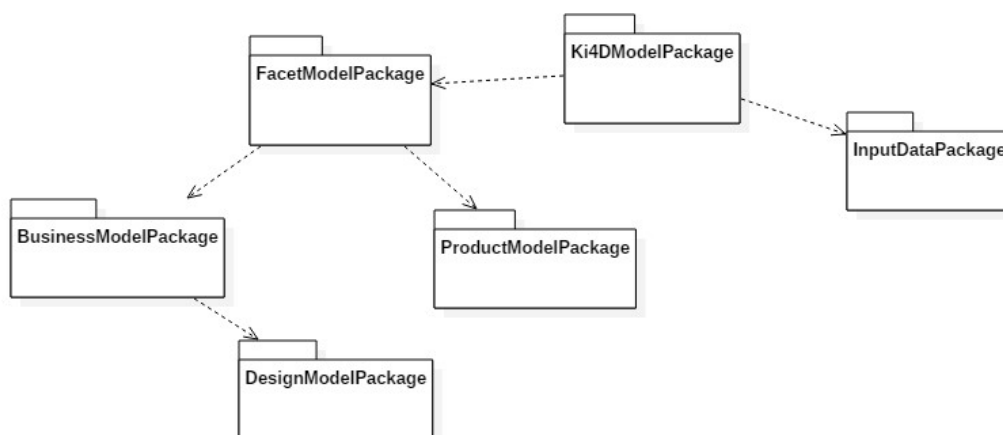 Ki4DModelPackage
FacetModelPackage
InputDataPackage
BusinessModelPackage
ProductModelPackage
DesignModelPackage